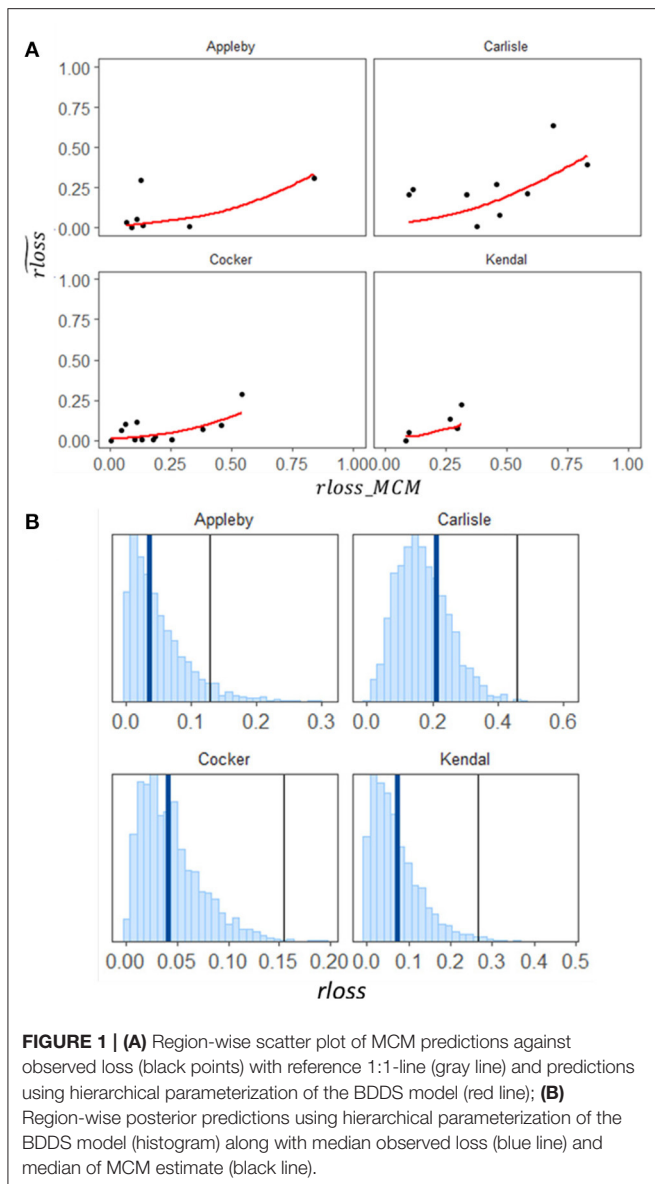 A
Appleby
Carlisle
1.00
0.75
0.50
0.25
0.00
Cocker
Kendal
1.00
0.75
0.50
0.25
0.00
rloss
0.00 0.25 0.50 0.75 1.00 0.00 0.25 0.50 0.75 1.00
rloss_MCM
B
Appleby
Carlisle
0.0 0.1 0.2 0.3
0.0 0.2 0.4 0.6
Cocker
Kendal
0.00 0.05 0.10 0.15 0.20
0.0 0.1 0.2 0.3 0.4 0.5
rloss
FIGURE 1 | (A) Region-wise scatter plot of MCM predictions against
observed loss (black points) with reference 1:1-line (gray line) and predictions
using hierarchical parameterization of the BDDS model (red line); (B)
Region-wise posterior predictions using hierarchical parameterization of the
BDDS model (histogram) along with median observed loss (blue line) and
median of MCM estimate (black line).